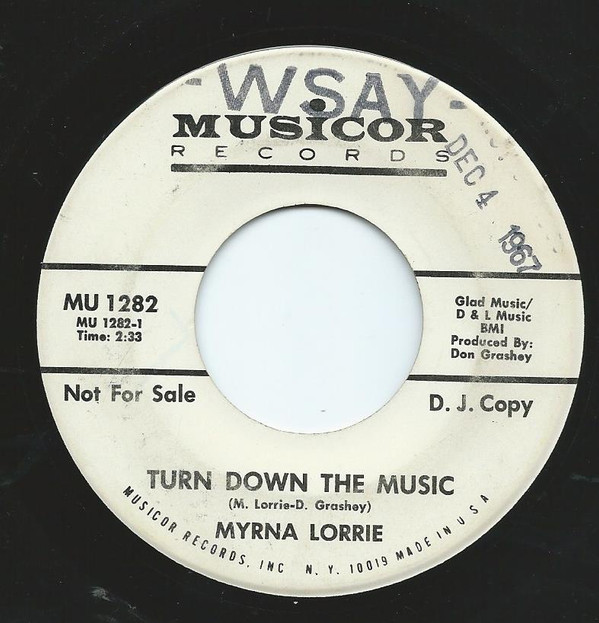 -WSAY-
MUSICOR
RECORDS
DEC 4 1967
MU 1282
MU 1282-1
Time: 2:33
Glad Music/
D & L Music
BMI
Produced By:
Don Grashey
Not For Sale
D. J. Copy
TURN DOWN THE MUSIC
(M. Lorrie-D. Grashey)
MYRNA LORRIE
MUSICOR RECORDS, INC N. Y. 10019 MADE IN U S A